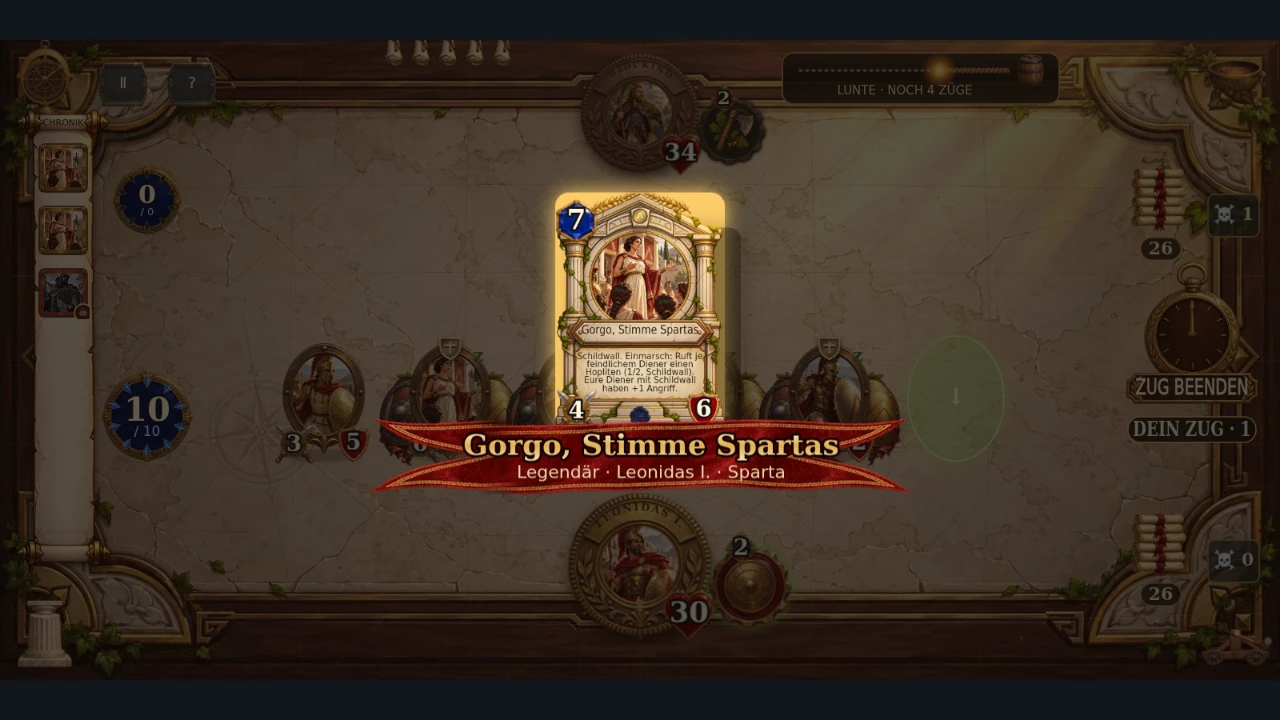 II
?
LUNTE · NOCH 4 ZÜGE
CHRONIK
2
34
0
/ 0
1
26
7
Gorgo, Stimme Spartas
Schildwall. Einmarsch: Ruft je
feindlichem Diener einen
Hopliten (1/2, Schildwall).
Eure Diener mit Schildwall
haben +1 Angriff.
4
6
10
/ 10
3
5
ZUG BEENDEN
DEIN ZUG · 1
Gorgo, Stimme Spartas
Legendär · Leonidas I. · Sparta
LEONIDAS I.
2
30
0
26